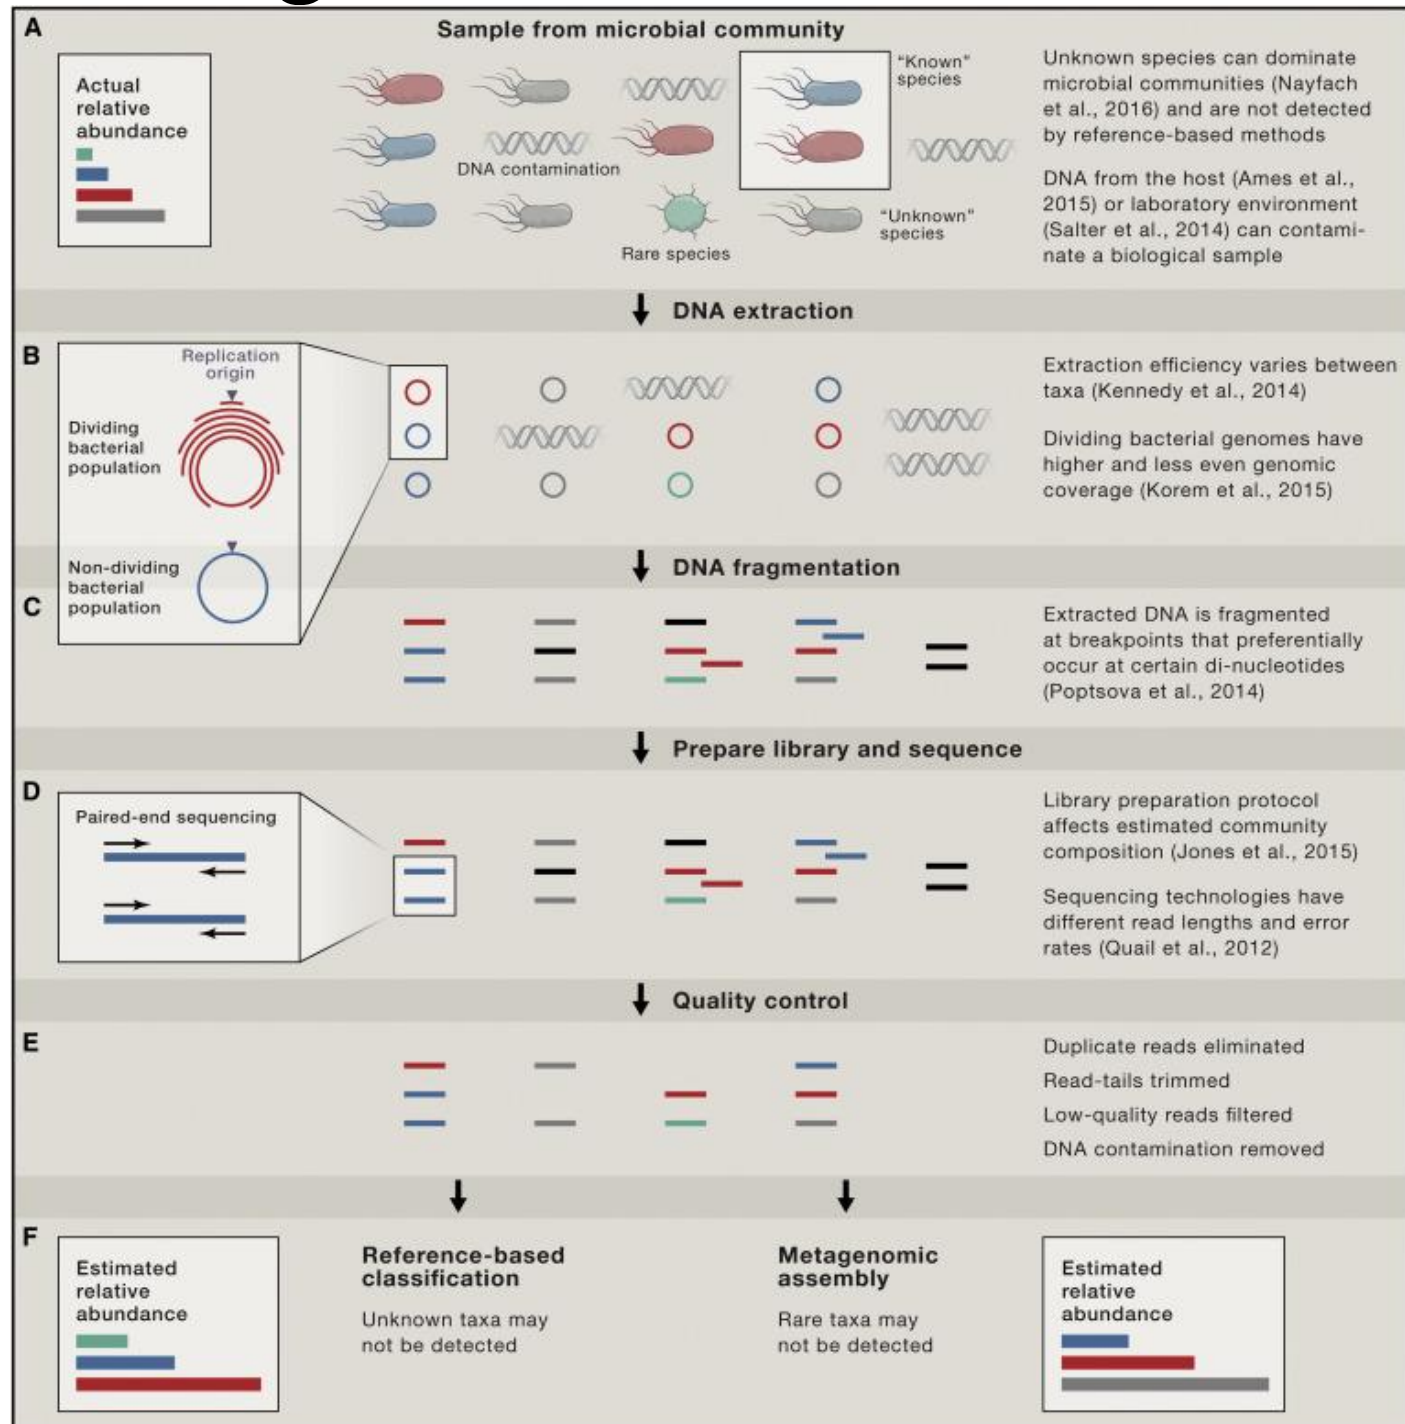 A
Sample from microbial community
Actual
relative
abundance
"Known"
species
DNA contamination
Rare species
"Unknown"
species
Unknown species can dominate
microbial communities (Nayfach
et al., 2016) and are not detected
by reference-based methods
DNA from the host (Ames et al.,
2015) or laboratory environment
(Salter et al., 2014) can contami-
nate a biological sample
DNA extraction
B
Replication
origin
Dividing
bacterial
population
Non-dividing
bacterial
population
Extraction efficiency varies between
taxa (Kennedy et al., 2014)
Dividing bacterial genomes have
higher and less even genomic
coverage (Korem et al., 2015)
DNA fragmentation
C
Extracted DNA is fragmented
at breakpoints that preferentially
occur at certain di-nucleotides
(Poptsova et al., 2014)
Prepare library and sequence
D
Paired-end sequencing
Library preparation protocol
affects estimated community
composition (Jones et al., 2015)
Sequencing technologies have
different read lengths and error
rates (Quail et al., 2012)
Quality control
E
Duplicate reads eliminated
Read-tails trimmed
Low-quality reads filtered
DNA contamination removed
F
Estimated
relative
abundance
Reference-based
classification
Unknown taxa may
not be detected
Metagenomic
assembly
Rare taxa may
not be detected
Estimated
relative
abundance